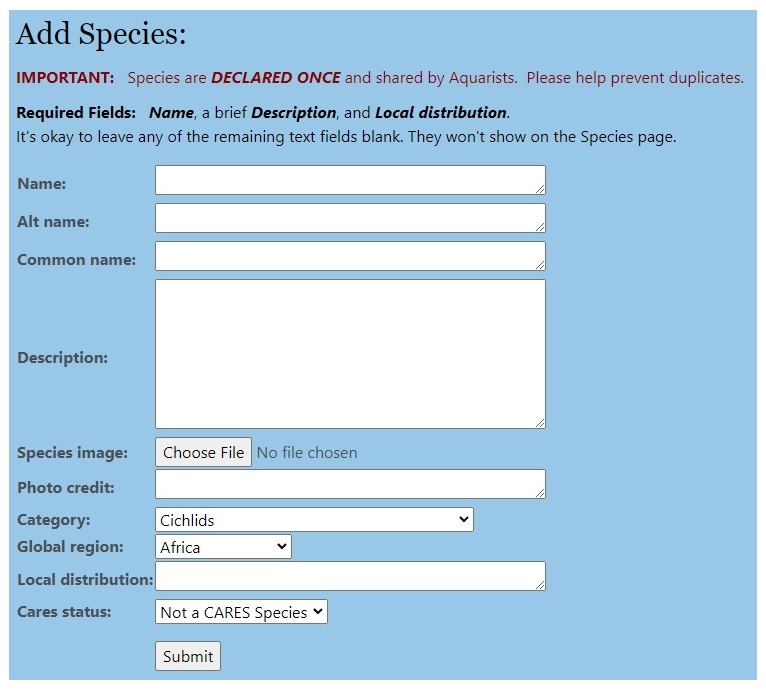 Add Species:
IMPORTANT: Species are DECLARED ONCE and shared by Aquarists. Please help prevent duplicates.
Required Fields: Name, a brief Description, and Local distribution.
It's okay to leave any of the remaining text fields blank. They won't show on the Species page.
Name:
Alt name:
Common name:
Description:
Species image: Choose File No file chosen
Photo credit:
Category: Cichlids
Global region: Africa
Local distribution:
Cares status: Not a CARES Species
Submit